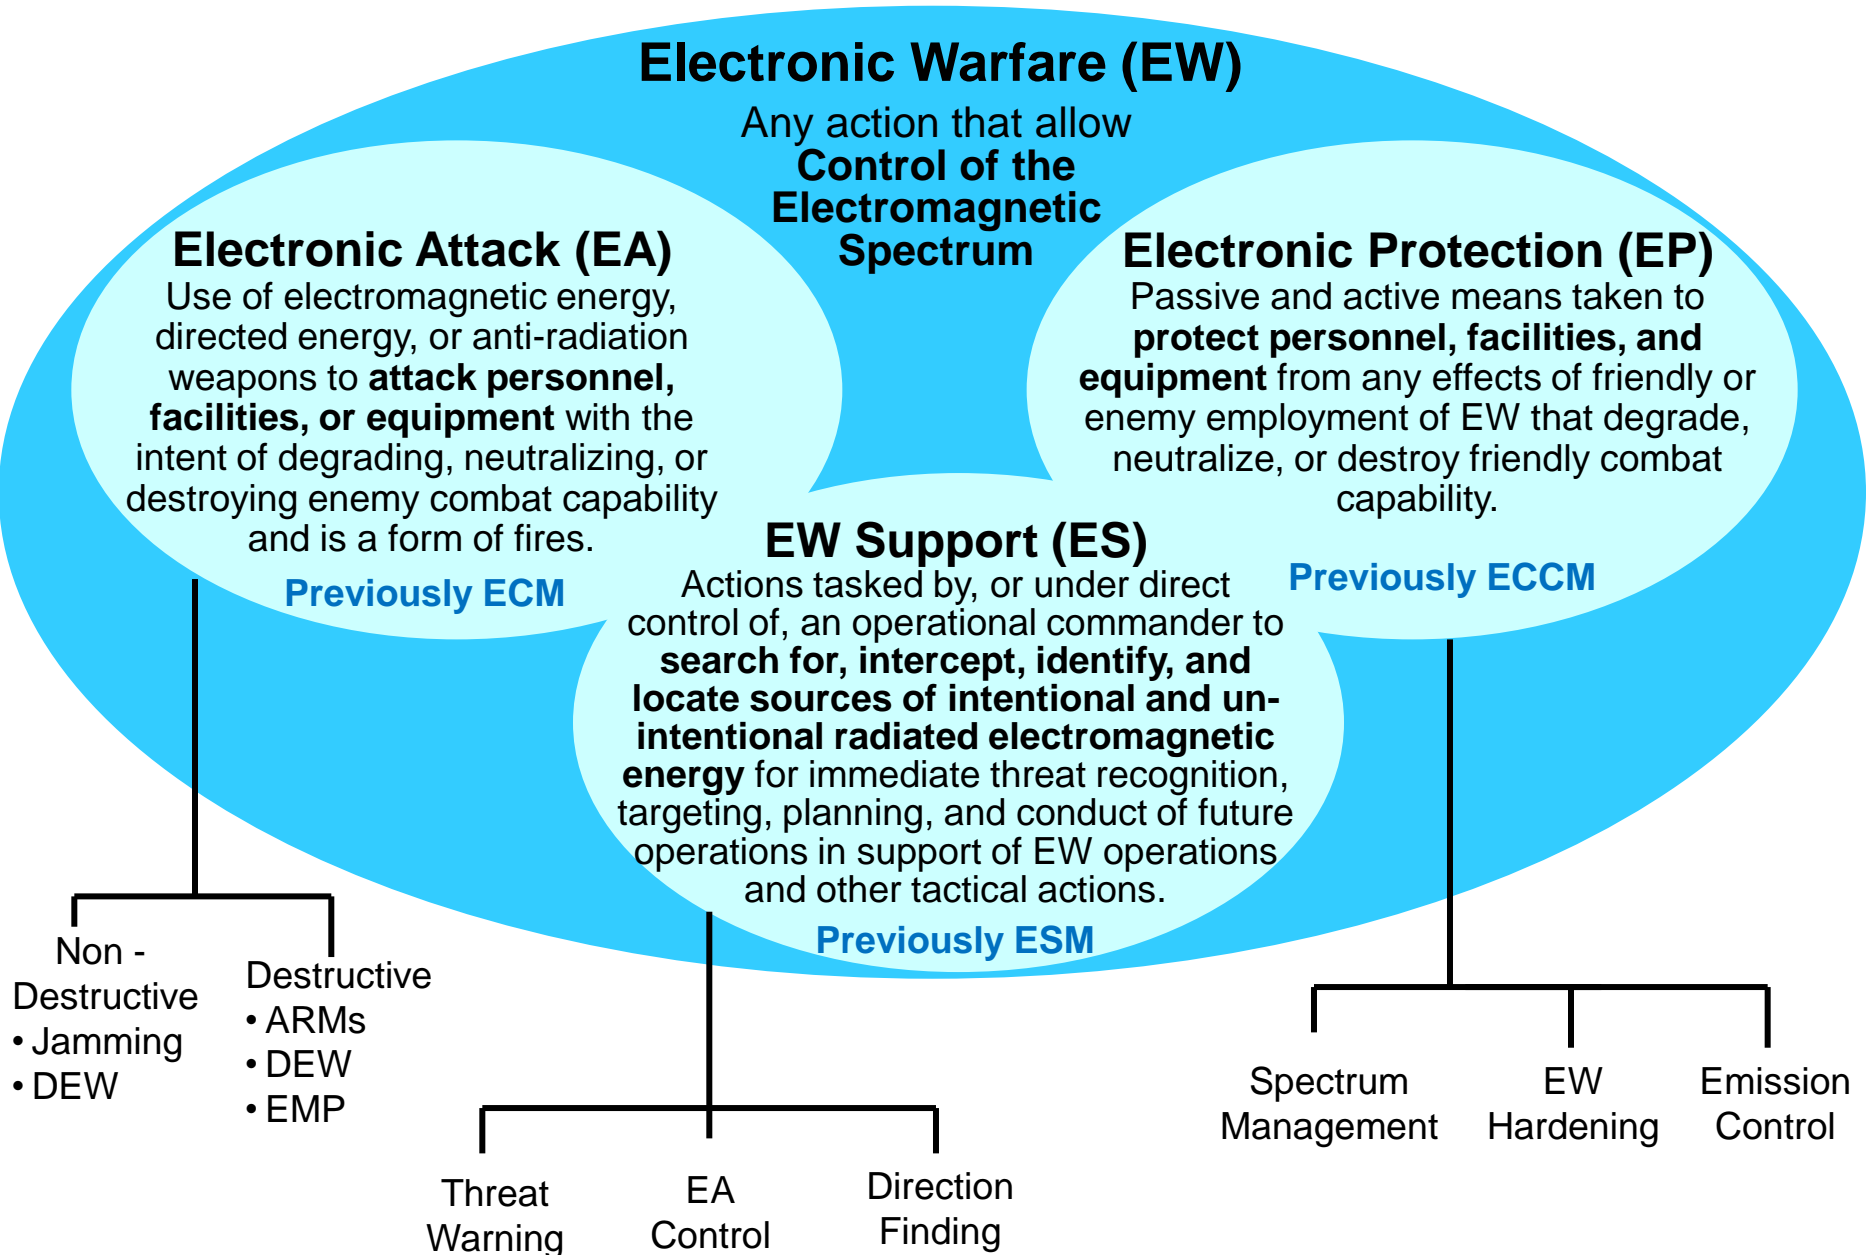 Electronic Warfare (EW)
Any action that allow
Control of the
Electromagnetic
Spectrum
Electronic Attack (EA)
Use of electromagnetic energy,
directed energy, or anti-radiation
weapons to attack personnel,
facilities, or equipment with the
intent of degrading, neutralizing, or
destroying enemy combat capability
and is a form of fires.
Previously ECM
Electronic Protection (EP)
Passive and active means taken to
protect personnel, facilities, and
equipment from any effects of friendly or
enemy employment of EW that degrade,
neutralize, or destroy friendly combat
capability.
Previously ECCM
EW Support (ES)
Actions tasked by, or under direct
control of, an operational commander to
search for, intercept, identify, and
locate sources of intentional and un-
intentional radiated electromagnetic
energy for immediate threat recognition,
targeting, planning, and conduct of future
operations in support of EW operations
and other tactical actions.
Previously ESM
Non -
Destructive
• Jamming
• DEW
Destructive
• ARMs
• DEW
• EMP
Threat
Warning
EA
Control
Direction
Finding
Spectrum
Management
EW
Hardening
Emission
Control